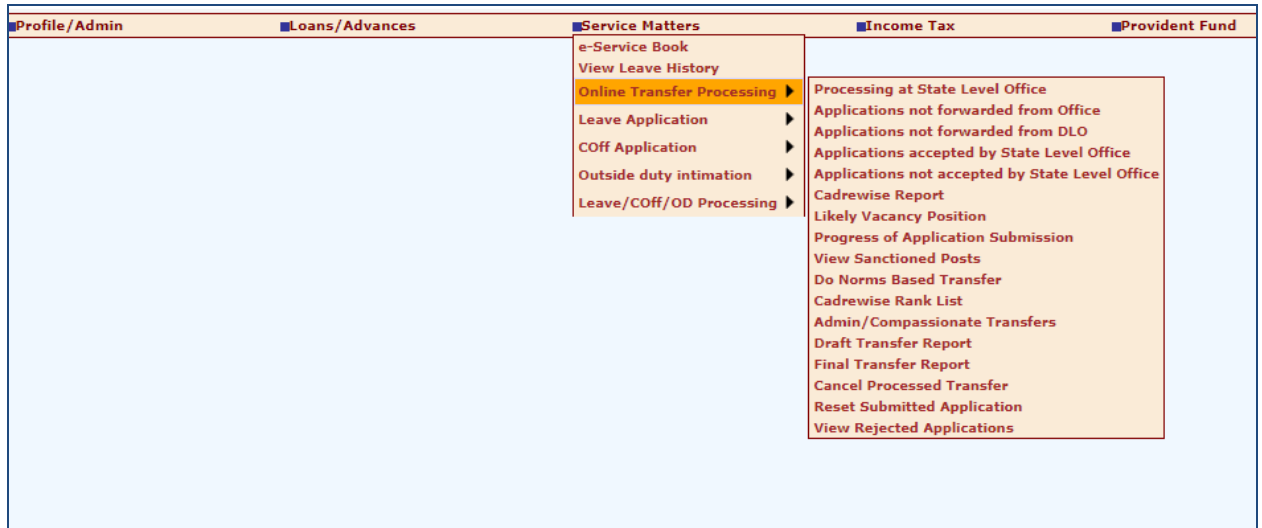 Profile/Admin Loans/Advances Service Matters Income Tax Provident Fund
e-Service Book
View Leave History
Online Transfer Processing
Leave Application
COff Application
Outside duty intimation
Leave/COff/OD Processing
Processing at State Level Office
Applications not forwarded from Office
Applications not forwarded from DLO
Applications accepted by State Level Office
Applications not accepted by State Level Office
Cadrewise Report
Likely Vacancy Position
Progress of Application Submission
View Sanctioned Posts
Do Norms Based Transfer
Cadrewise Rank List
Admin/Compassionate Transfers
Draft Transfer Report
Final Transfer Report
Cancel Processed Transfer
Reset Submitted Application
View Rejected Applications